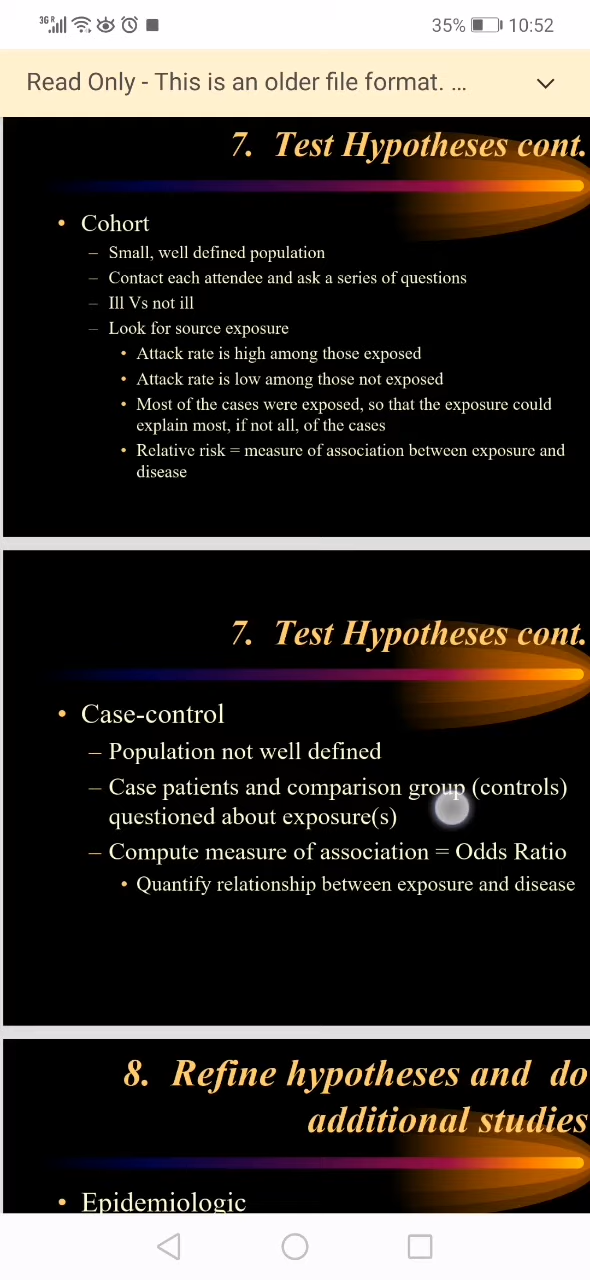 36 R 35% 10:52
Read Only - This is an older file format. ...
7. Test Hypotheses cont.
• Cohort
– Small, well defined population
– Contact each attendee and ask a series of questions
– Ill Vs not ill
– Look for source exposure
• Attack rate is high among those exposed
• Attack rate is low among those not exposed
• Most of the cases were exposed, so that the exposure could
explain most, if not all, of the cases
• Relative risk = measure of association between exposure and
disease
7. Test Hypotheses cont.
• Case-control
– Population not well defined
– Case patients and comparison group (controls)
questioned about exposure(s)
– Compute measure of association = Odds Ratio
• Quantify relationship between exposure and disease
8. Refine hypotheses and do
additional studies
• Epidemiologic